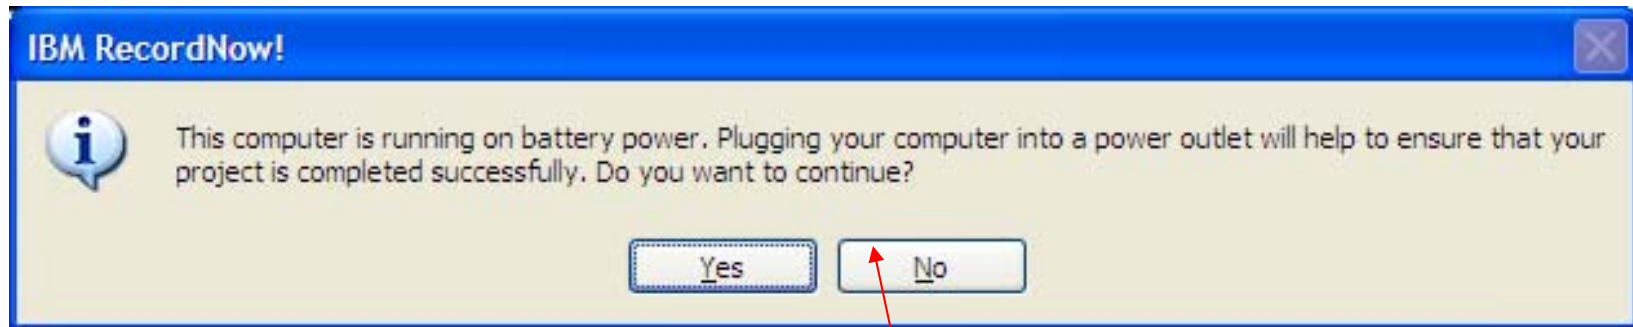 IBM RecordNow!
This computer is running on battery power. Plugging your computer into a power outlet will help to ensure that your
project is completed successfully. Do you want to continue?
Yes No